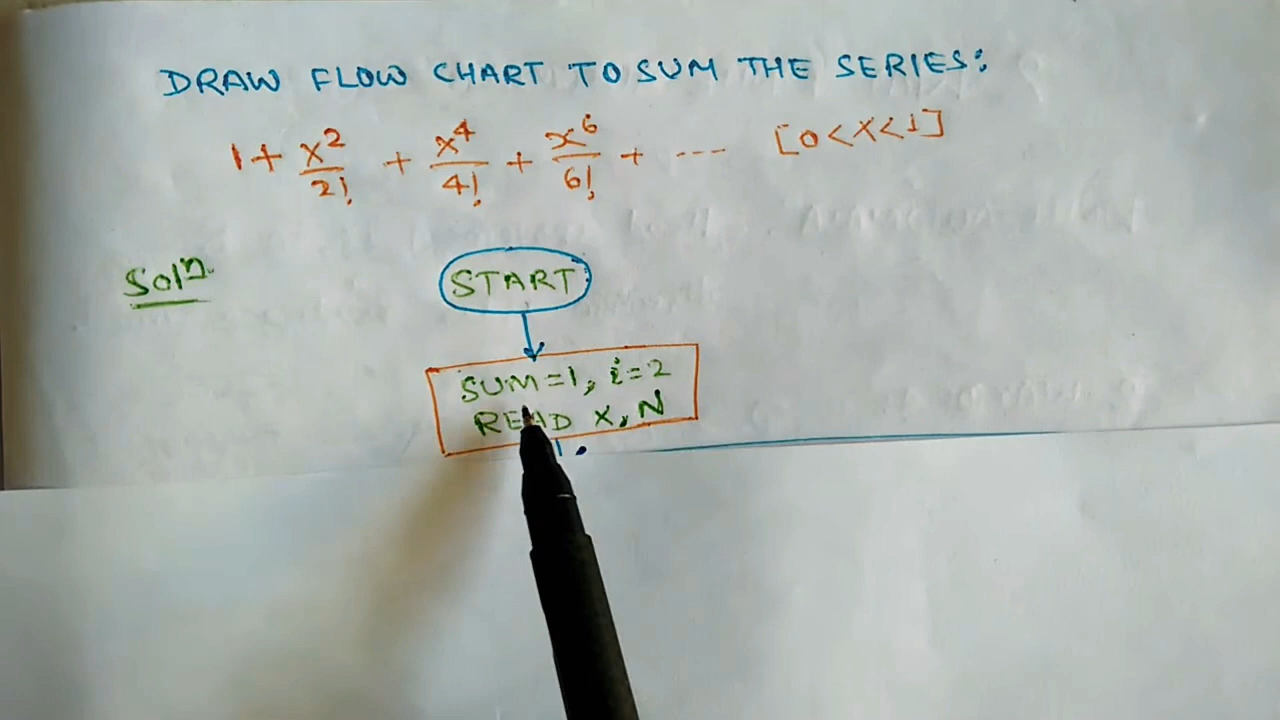 DRAW FLOW CHART TO SUM THE SERIES:
1 + x²/2! + x⁴/4! + x⁶/6! + ---- [0<x<1]
Solⁿ.
START
SUM=1, i=2
READ X, N